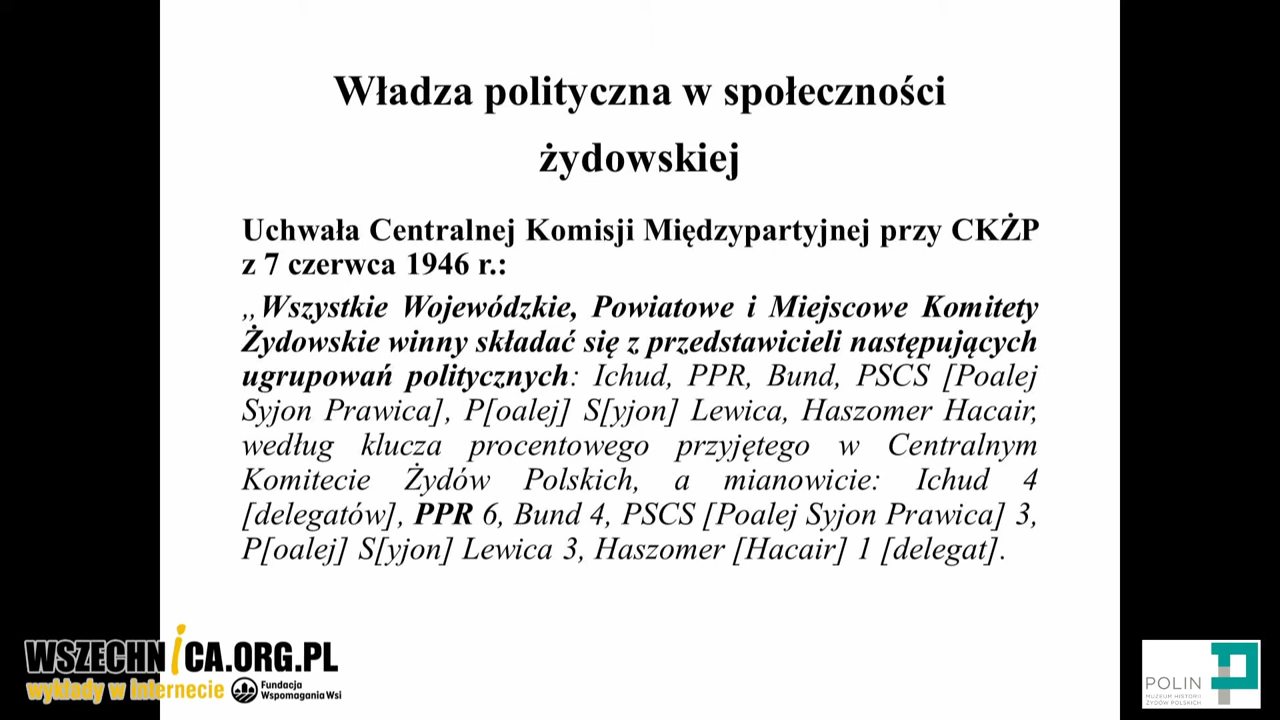 Władza polityczna w społeczności
żydowskiej
Uchwała Centralnej Komisji Międzypartyjnej przy CKŻP
z 7 czerwca 1946 r.:
„Wszystkie Wojewódzkie, Powiatowe i Miejscowe Komitety
Żydowskie winny składać się z przedstawicieli następujących
ugrupowań politycznych: Ichud, PPR, Bund, PSCS [Poalej
Syjon Prawica], P[oalej] S[yjon] Lewica, Haszomer Hacair,
według klucza procentowego przyjętego w Centralnym
Komitecie Żydów Polskich, a mianowicie: Ichud 4
[delegatów], PPR 6, Bund 4, PSCS [Poalej Syjon Prawica] 3,
P[oalej] S[yjon] Lewica 3, Haszomer [Hacair] 1 [delegat].
WSZECHNICA.ORG.PL
wykłady w internecie
Fundacja
Wspomagania Wsi
POLIN
MUZEUM HISTORII
ŻYDÓW POLSKICH